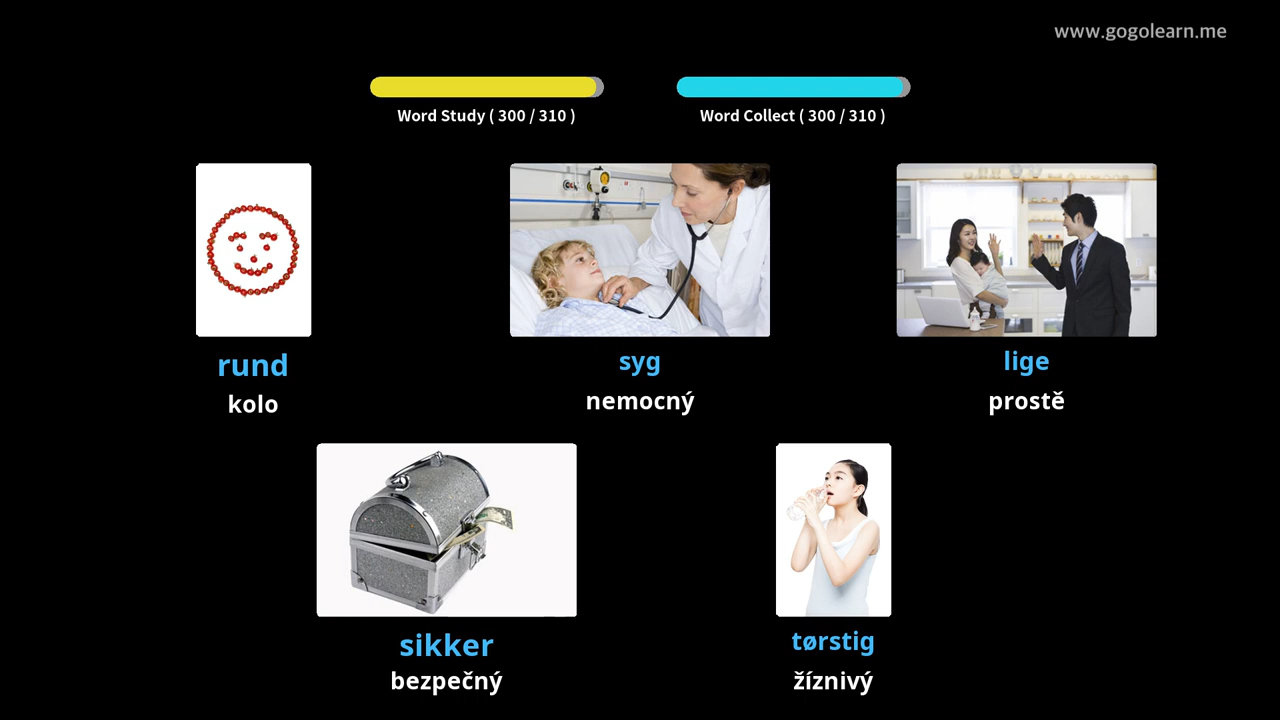 www.gogolearn.me
Word Study ( 300 / 310 )
Word Collect ( 300 / 310 )
rund
kolo
syg
nemocný
lige
prostě
sikker
bezpečný
tørstig
žíznivý